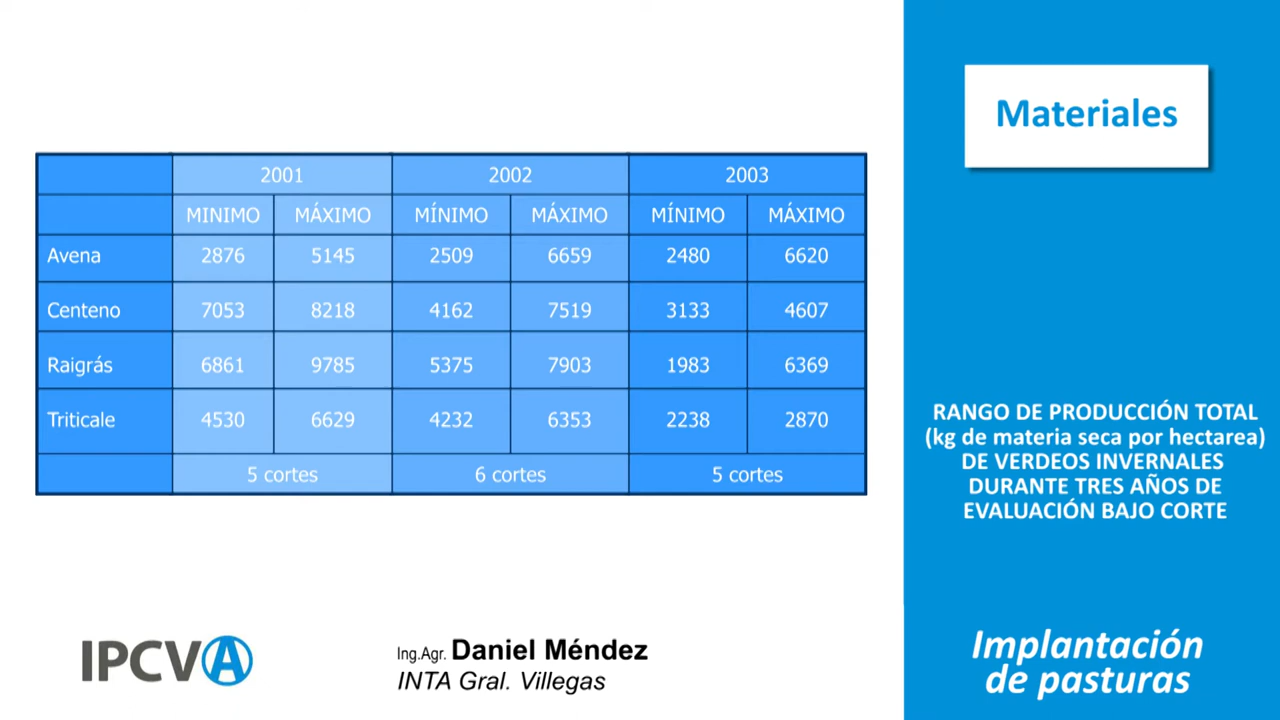 Materiales
2001 2002 2003
MINIMO MÁXIMO MÍNIMO MÁXIMO MÍNIMO MÁXIMO
Avena 2876 5145 2509 6659 2480 6620
Centeno 7053 8218 4162 7519 3133 4607
Raigrás 6861 9785 5375 7903 1983 6369
Triticale 4530 6629 4232 6353 2238 2870
5 cortes 6 cortes 5 cortes
RANGO DE PRODUCCIÓN TOTAL
(kg de materia seca por hectarea)
DE VERDEOS INVERNALES
DURANTE TRES AÑOS DE
EVALUACIÓN BAJO CORTE
IPCVA
Ing.Agr. Daniel Méndez
INTA Gral. Villegas
Implantación
de pasturas